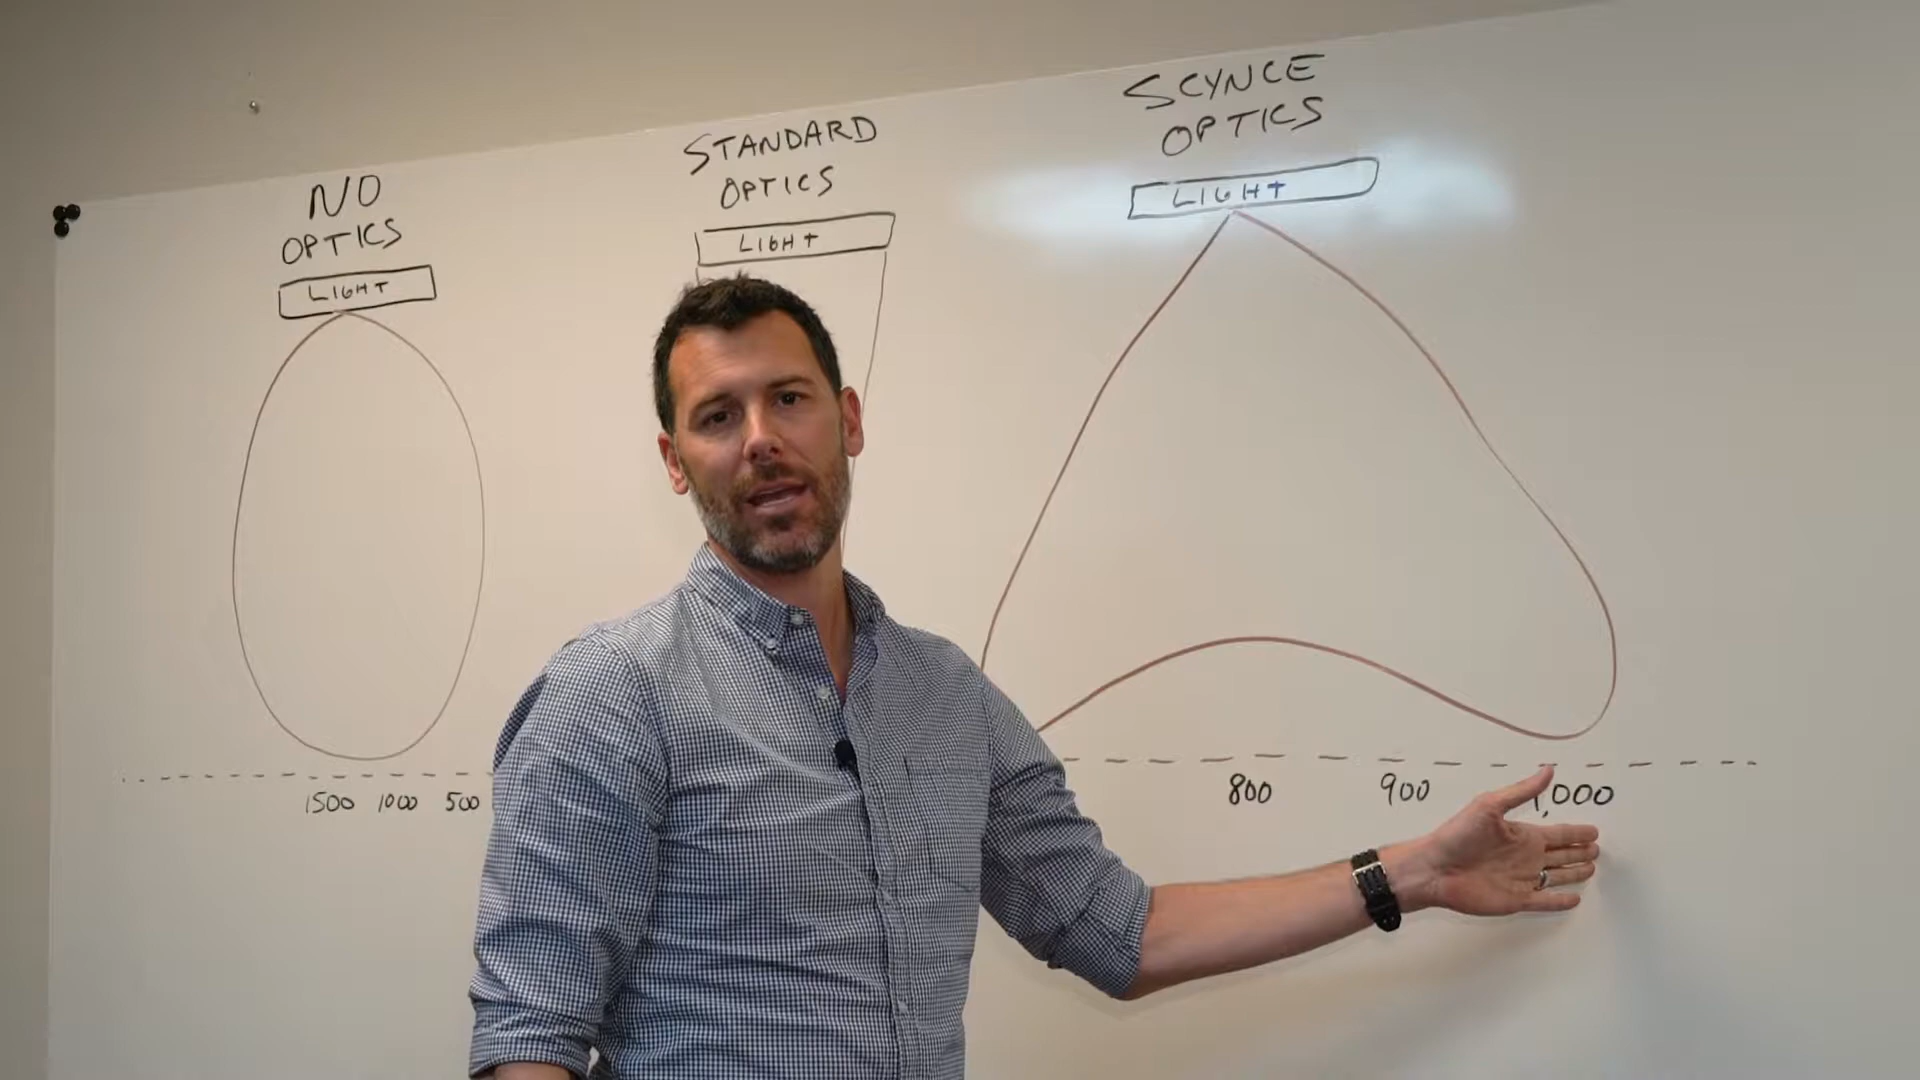 NO
OPTICS
LIGHT
1500 1000 500
STANDARD
OPTICS
LIGHT
SCYNCE
OPTICS
LIGHT
800 900 1,000